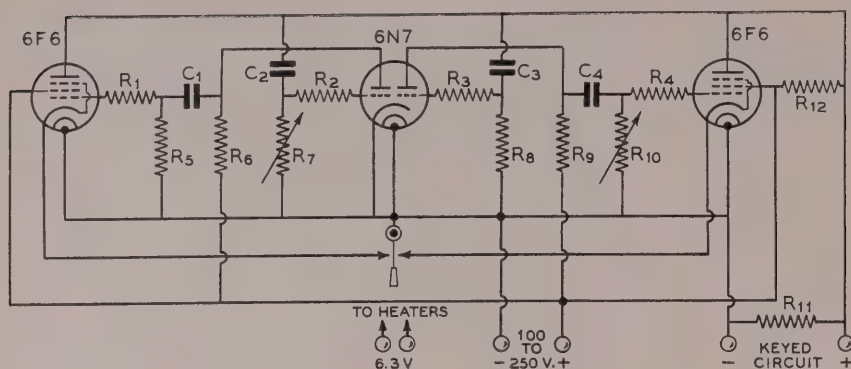 6F6 6N7 6F6
R1 C1 C2 R2 R3 C3 C4 R4 R12
R5 R6 R7 R8 R9 R10
R11
TO HEATERS 100 TO
6.3 V. - 250 V. + - KEYED CIRCUIT +